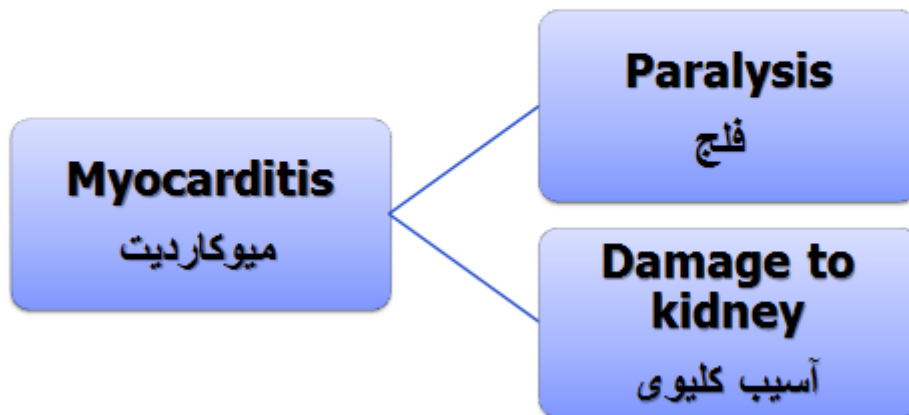 Myocarditis
میوکاردیت
Paralysis
فلج
Damage to
kidney
آسیب کلیوی